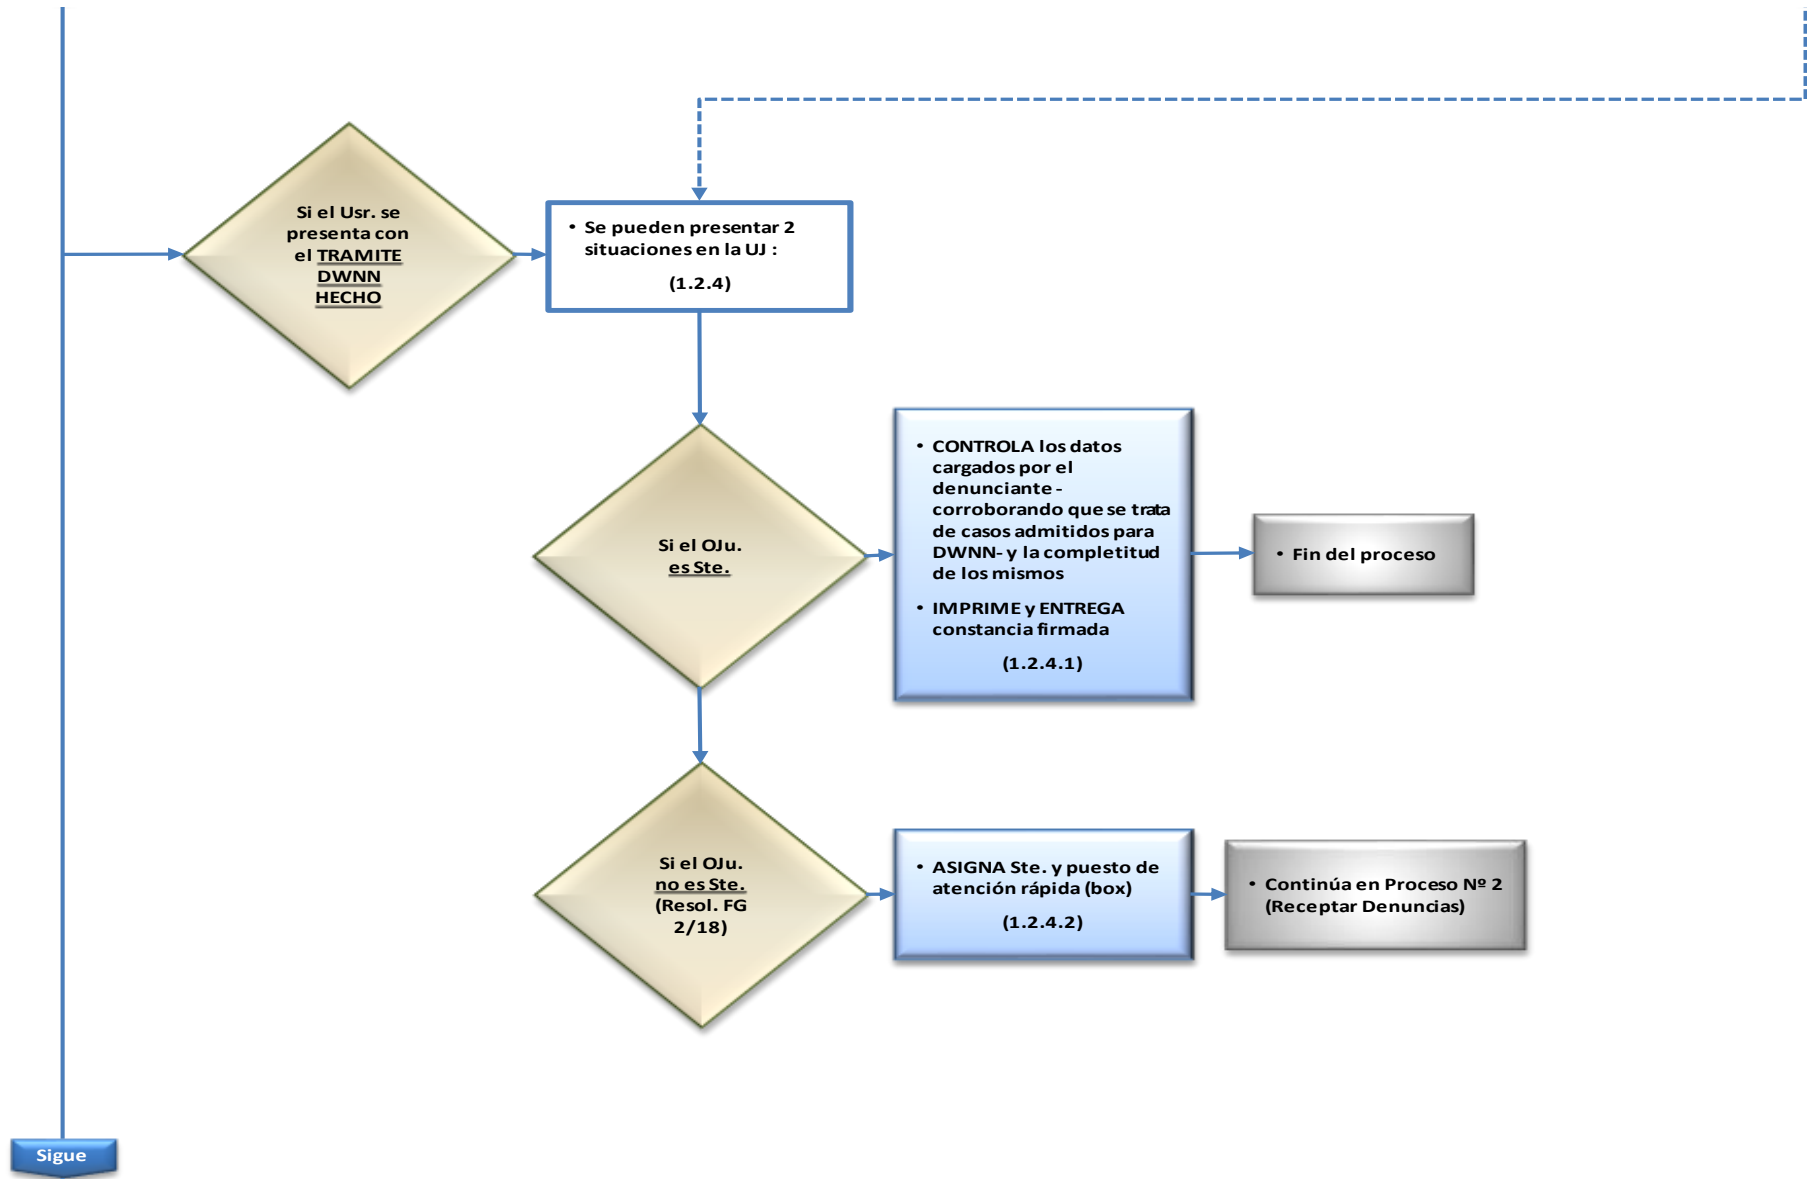 Si el Usr. se
presenta con
el TRAMITE
DWNN
HECHO
• Se pueden presentar 2
situaciones en la UJ :
(1.2.4)
Si el OJu.
es Ste.
• CONTROLA los datos
cargados por el
denunciante -
corroborando que se trata
de casos admitidos para
DWNN- y la completitud
de los mismos
• IMPRIME y ENTREGA
constancia firmada
(1.2.4.1)
• Fin del proceso
Si el OJu.
no es Ste.
(Resol. FG
2/18)
• ASIGNA Ste. y puesto de
atención rápida (box)
(1.2.4.2)
• Continúa en Proceso Nº 2
(Receptar Denuncias)
Sigue